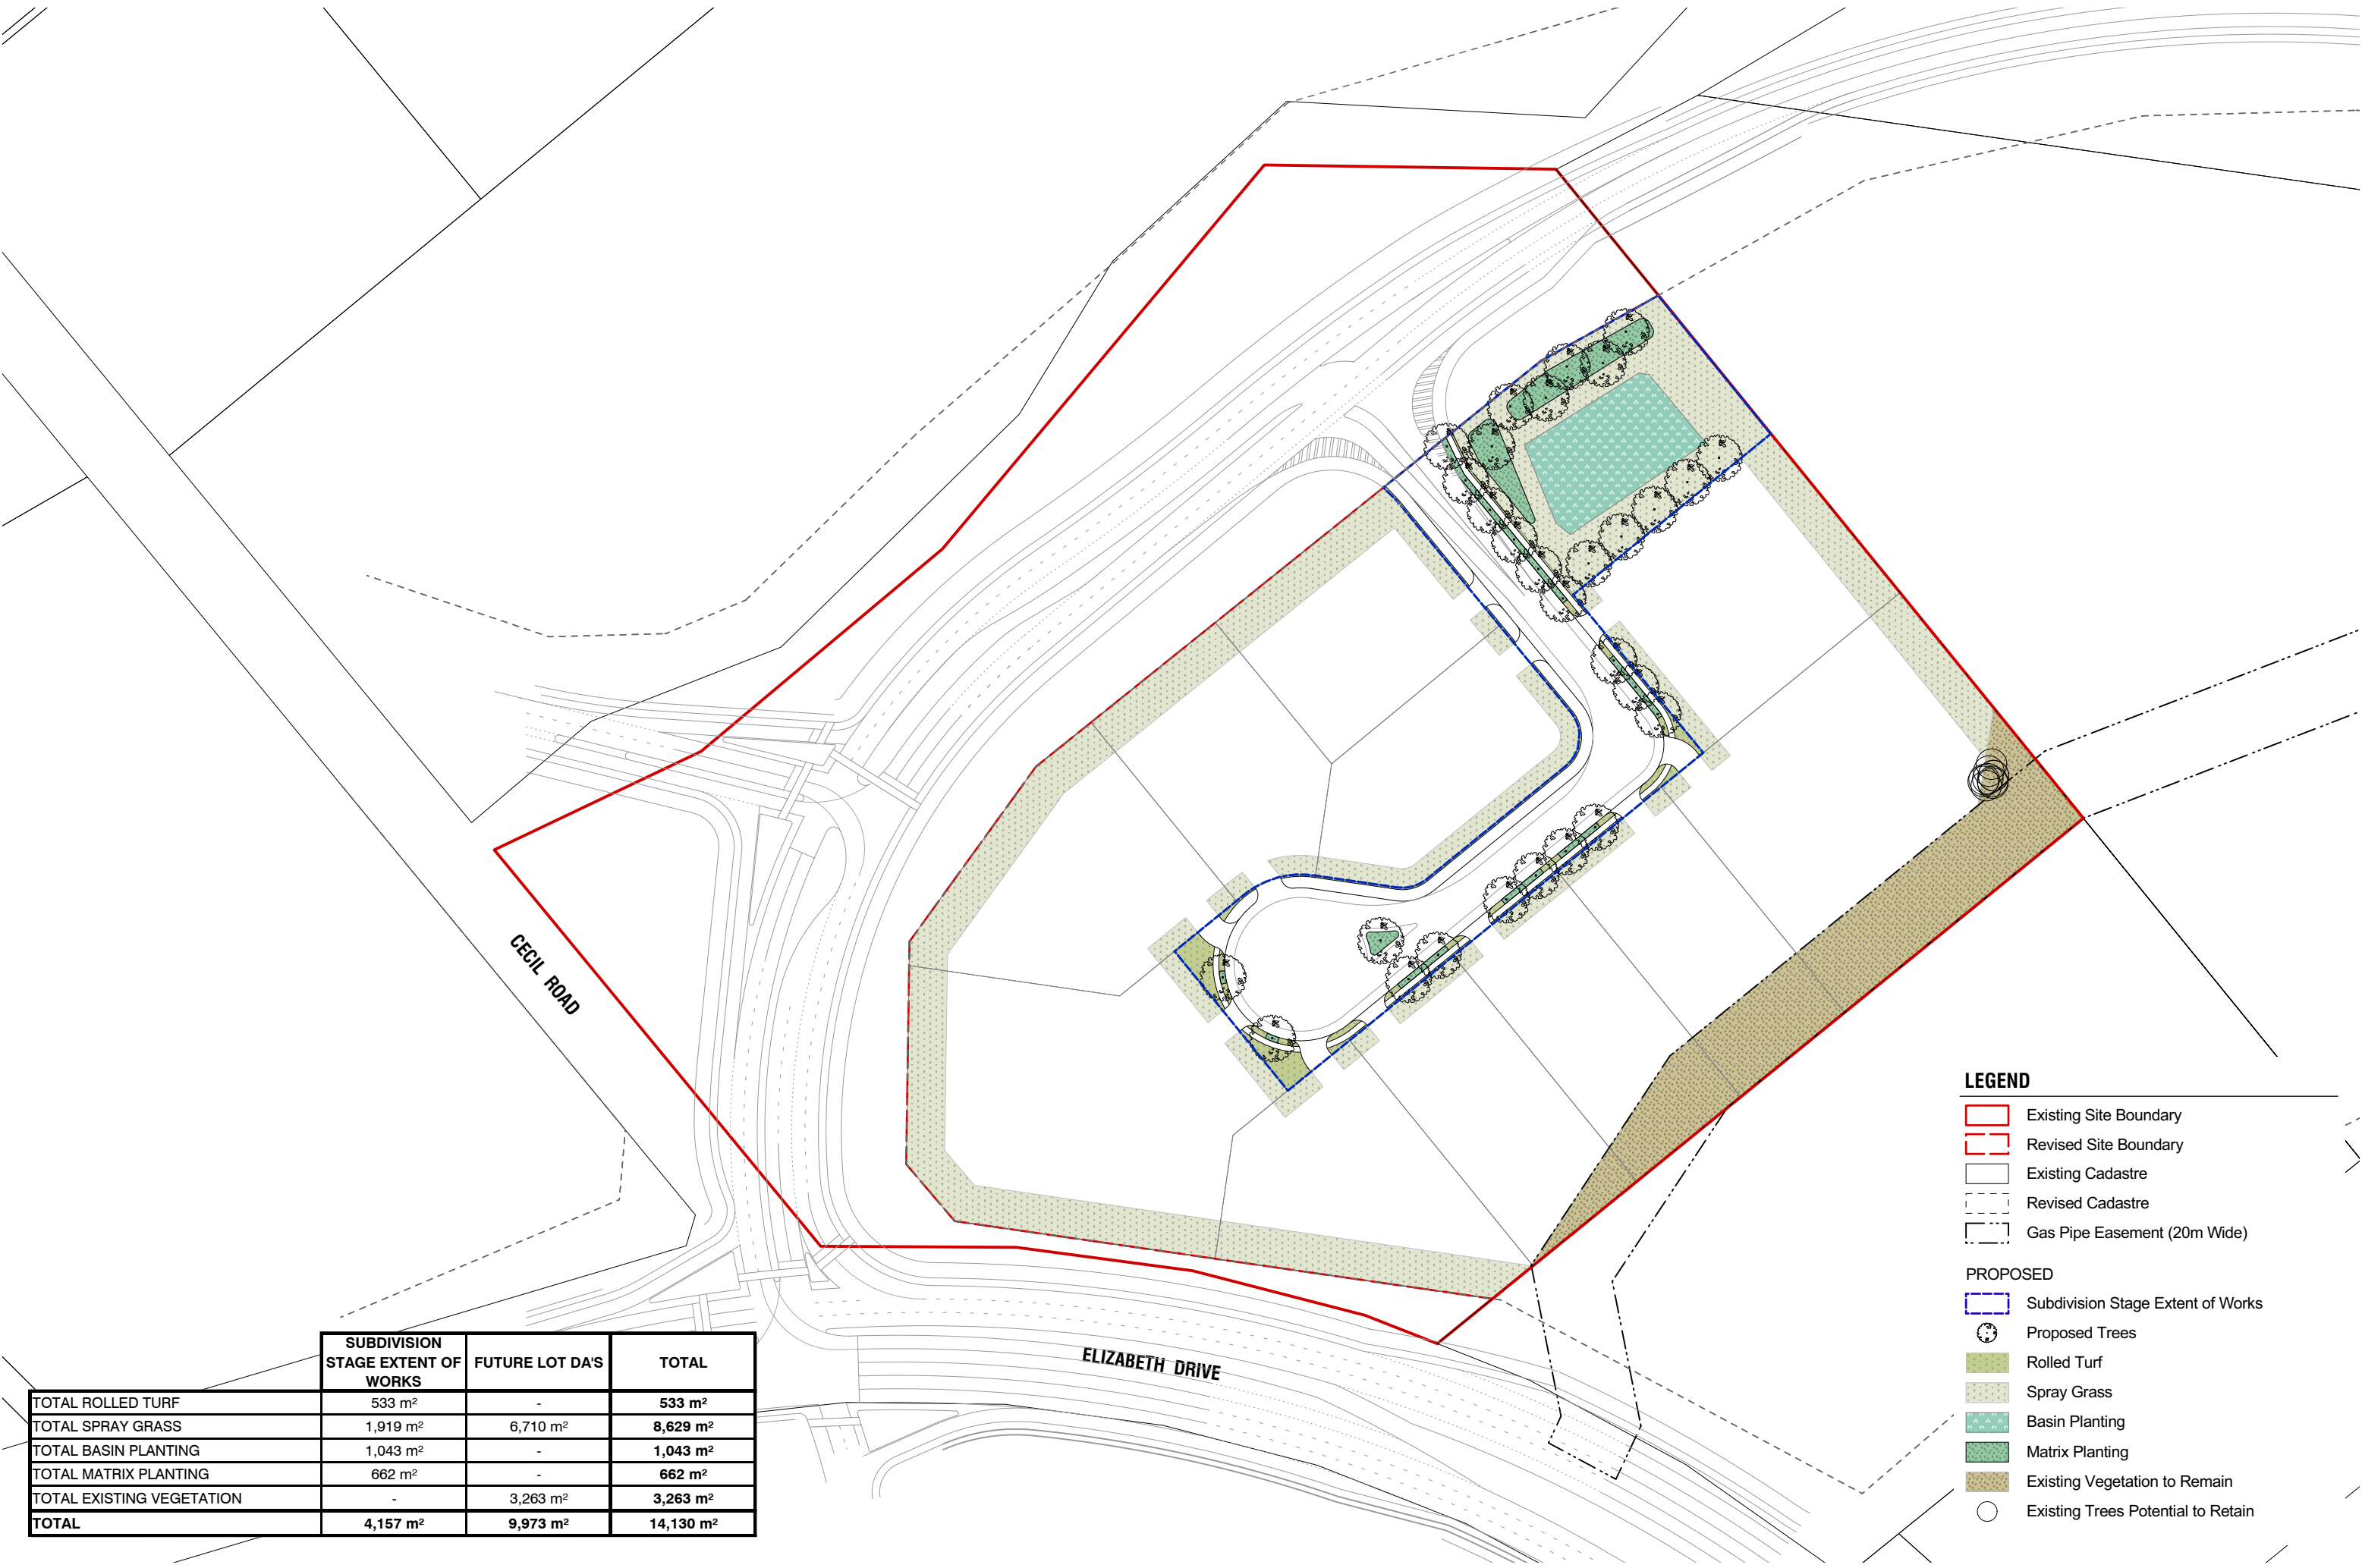 CECIL ROAD
ELIZABETH DRIVE
SUBDIVISION
STAGE EXTENT OF
WORKS
FUTURE LOT DA'S
TOTAL
TOTAL ROLLED TURF 533 m² - 533 m²
TOTAL SPRAY GRASS 1,919 m² 6,710 m² 8,629 m²
TOTAL BASIN PLANTING 1,043 m² - 1,043 m²
TOTAL MATRIX PLANTING 662 m² - 662 m²
TOTAL EXISTING VEGETATION - 3,263 m² 3,263 m²
TOTAL 4,157 m² 9,973 m² 14,130 m²
LEGEND
Existing Site Boundary
Revised Site Boundary
Existing Cadastre
Revised Cadastre
Gas Pipe Easement (20m Wide)
PROPOSED
Subdivision Stage Extent of Works
Proposed Trees
Rolled Turf
Spray Grass
Basin Planting
Matrix Planting
Existing Vegetation to Remain
Existing Trees Potential to Retain